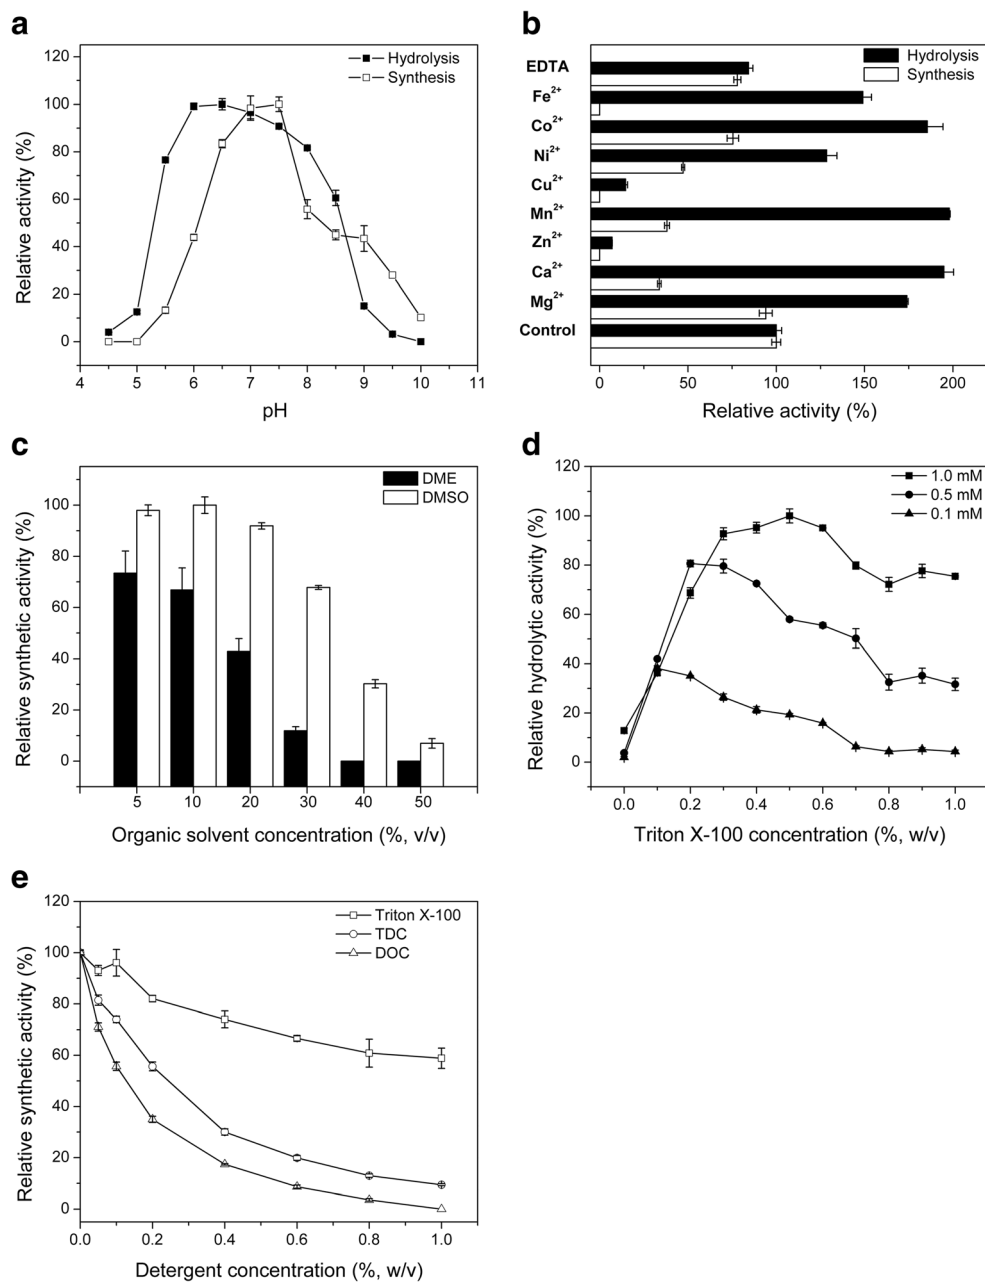 a
120
100
80
60
40
20
0
Relative activity (%)
Hydrolysis
Synthesis
4 5 6 7 8 9 10 11
pH
b
EDTA
Fe²⁺
Co²⁺
Ni²⁺
Cu²⁺
Mn²⁺
Zn²⁺
Ca²⁺
Mg²⁺
Control
Hydrolysis
Synthesis
0 50 100 150 200
Relative activity (%)
c
100
80
60
40
20
0
Relative synthetic activity (%)
DME
DMSO
5 10 20 30 40 50
Organic solvent concentration (%, v/v)
d
120
100
80
60
40
20
0
Relative hydrolytic activity (%)
1.0 mM
0.5 mM
0.1 mM
0.0 0.2 0.4 0.6 0.8 1.0
Triton X-100 concentration (%, w/v)
e
120
100
80
60
40
20
0
Relative synthetic activity (%)
Triton X-100
TDC
DOC
0.0 0.2 0.4 0.6 0.8 1.0
Detergent concentration (%, w/v)